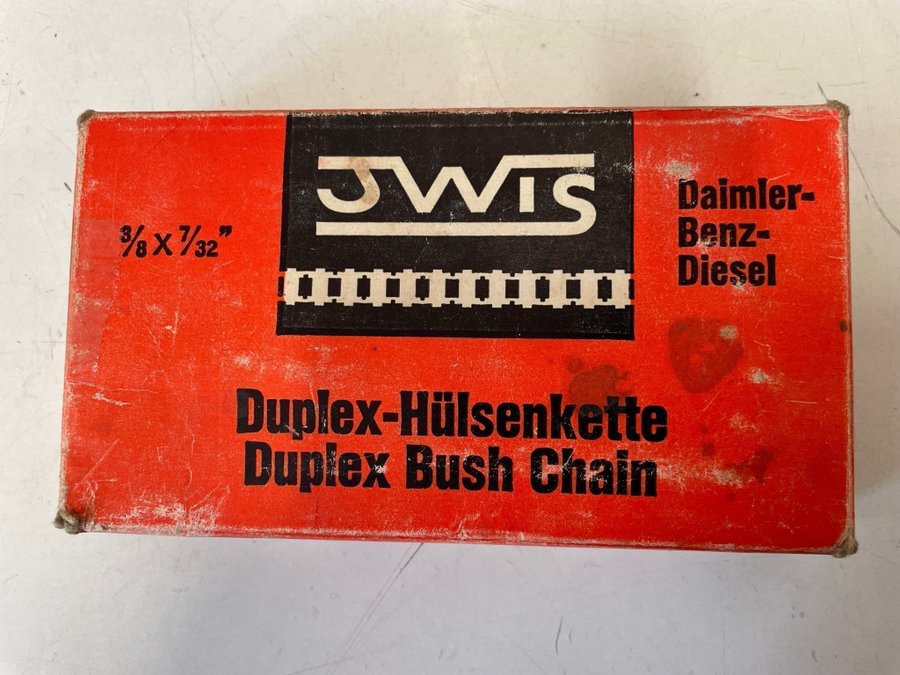 JWIS
3/8 X 7/32"
Daimler-
Benz-
Diesel
Duplex-Hülsenkette
Duplex Bush Chain